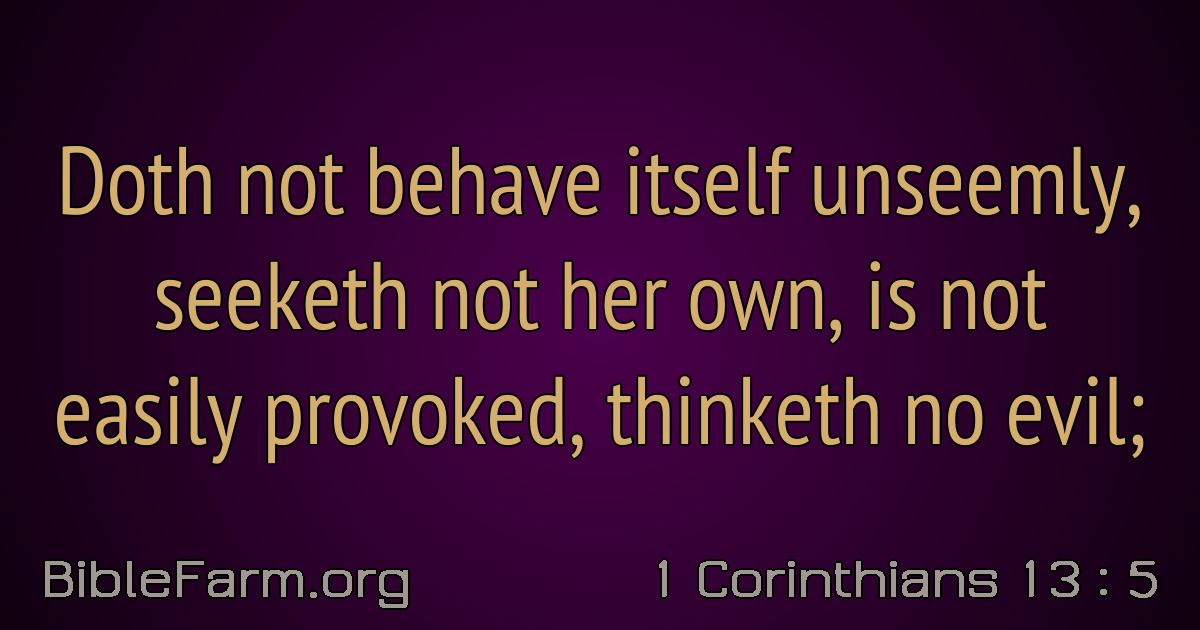 Doth not behave itself unseemly,
seeketh not her own, is not
easily provoked, thinketh no evil;
BibleFarm.org
1 Corinthians 13 : 5